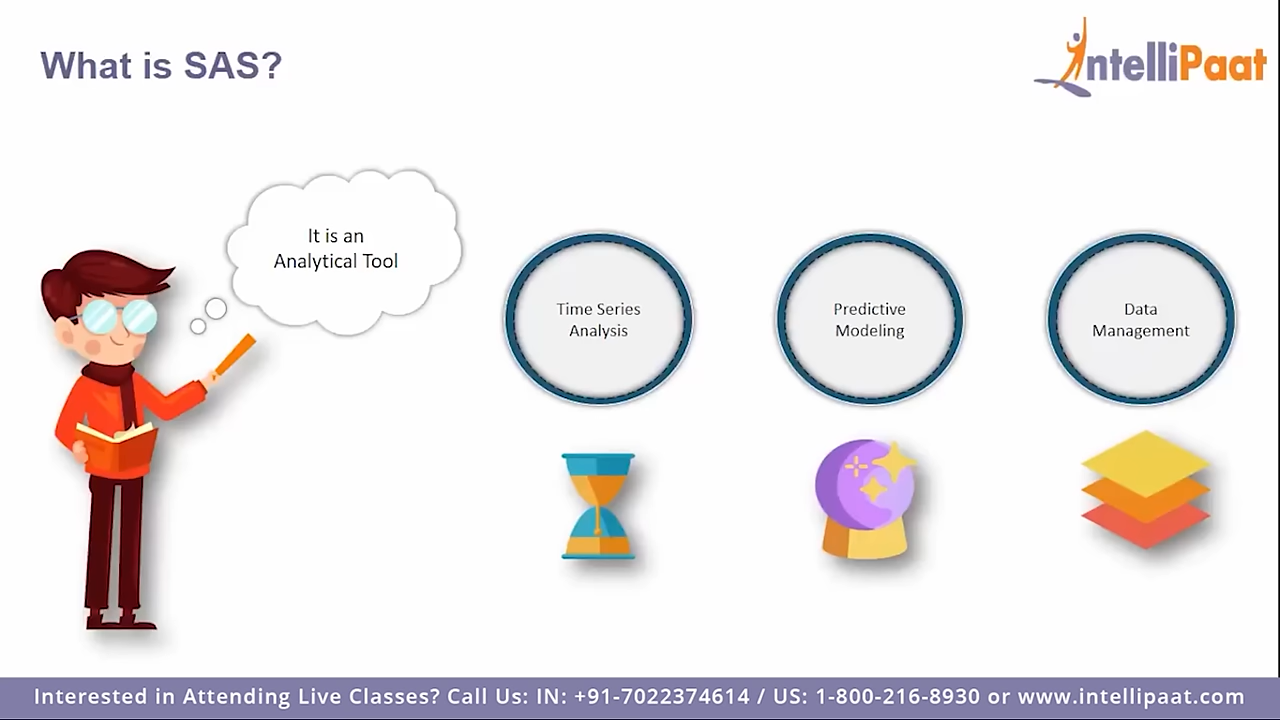 What is SAS?
IntelliPaat
It is an
Analytical Tool
Time Series
Analysis
Predictive
Modeling
Data
Management
Interested in Attending Live Classes? Call Us: IN: +91-7022374614 / US: 1-800-216-8930 or www.intellipaat.com